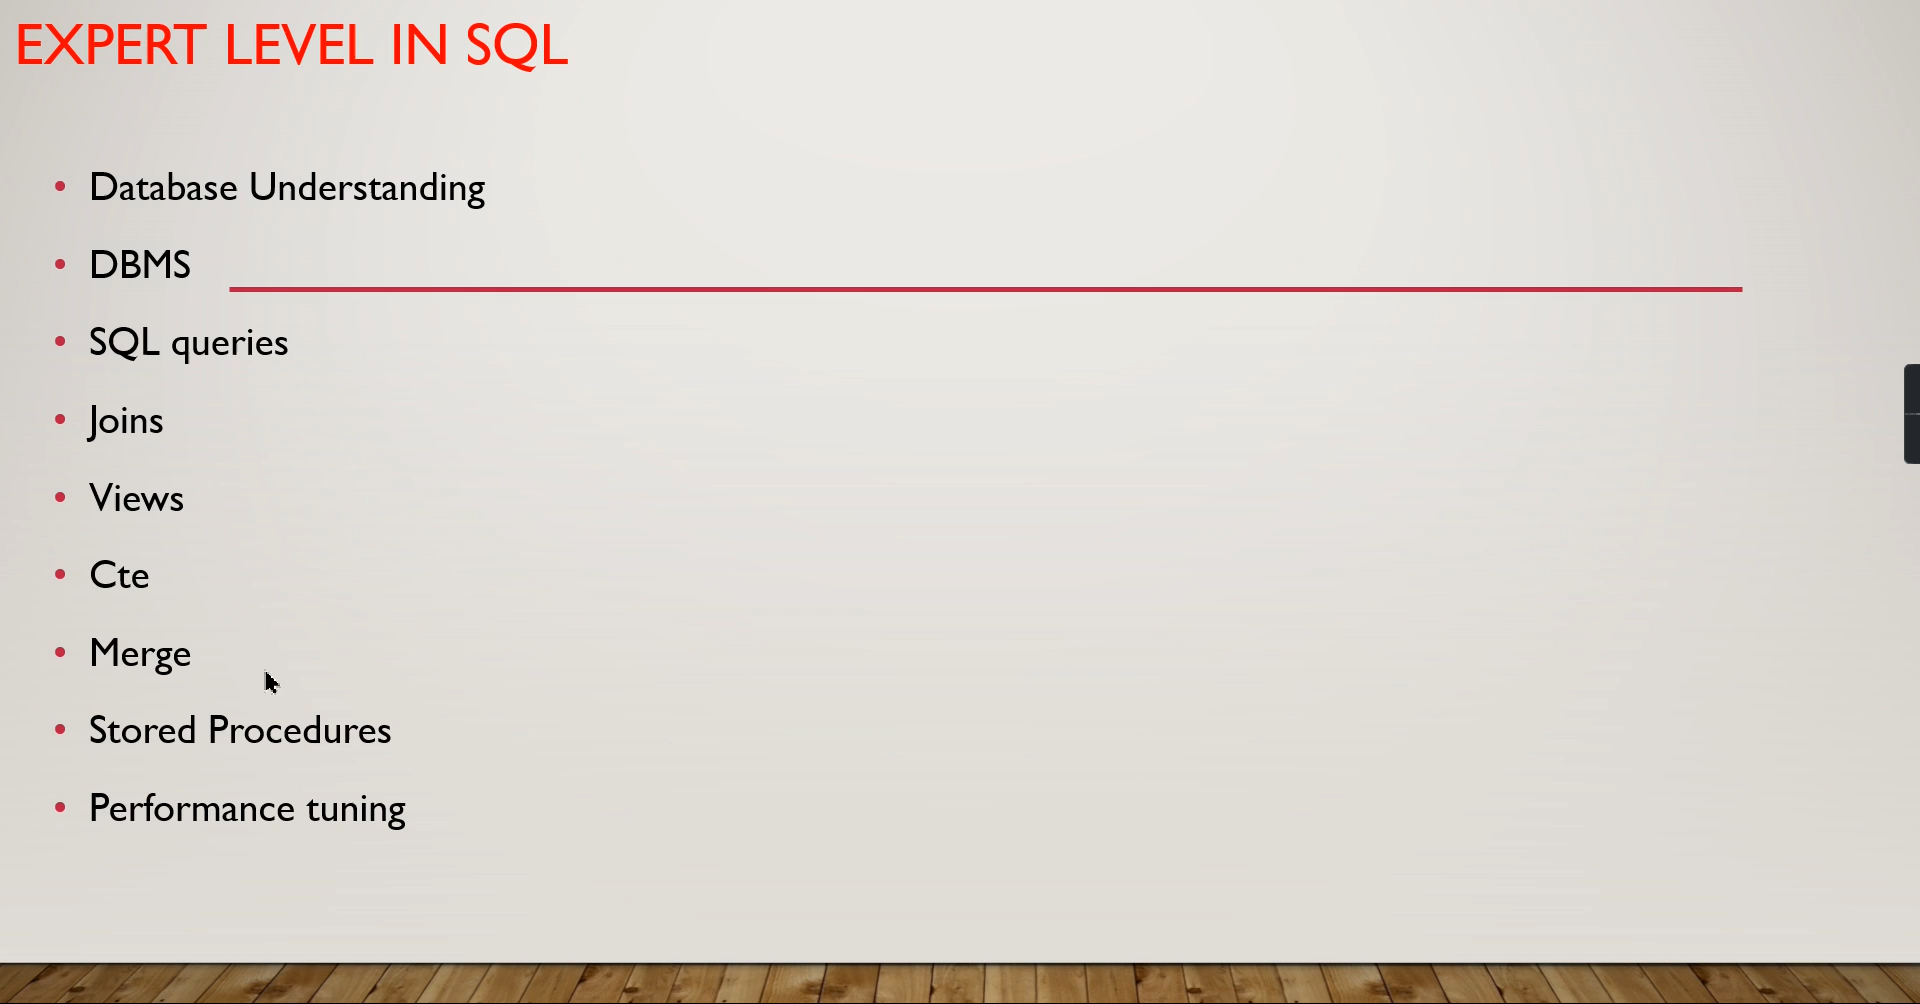 EXPERT LEVEL IN SQL
• Database Understanding
• DBMS
• SQL queries
• Joins
• Views
• Cte
• Merge
• Stored Procedures
• Performance tuning